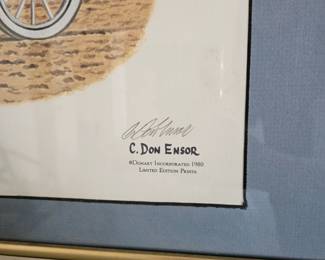 C. DON ENSOR
©DONART INCORPORATED 1980
LIMITED EDITION PRINTS